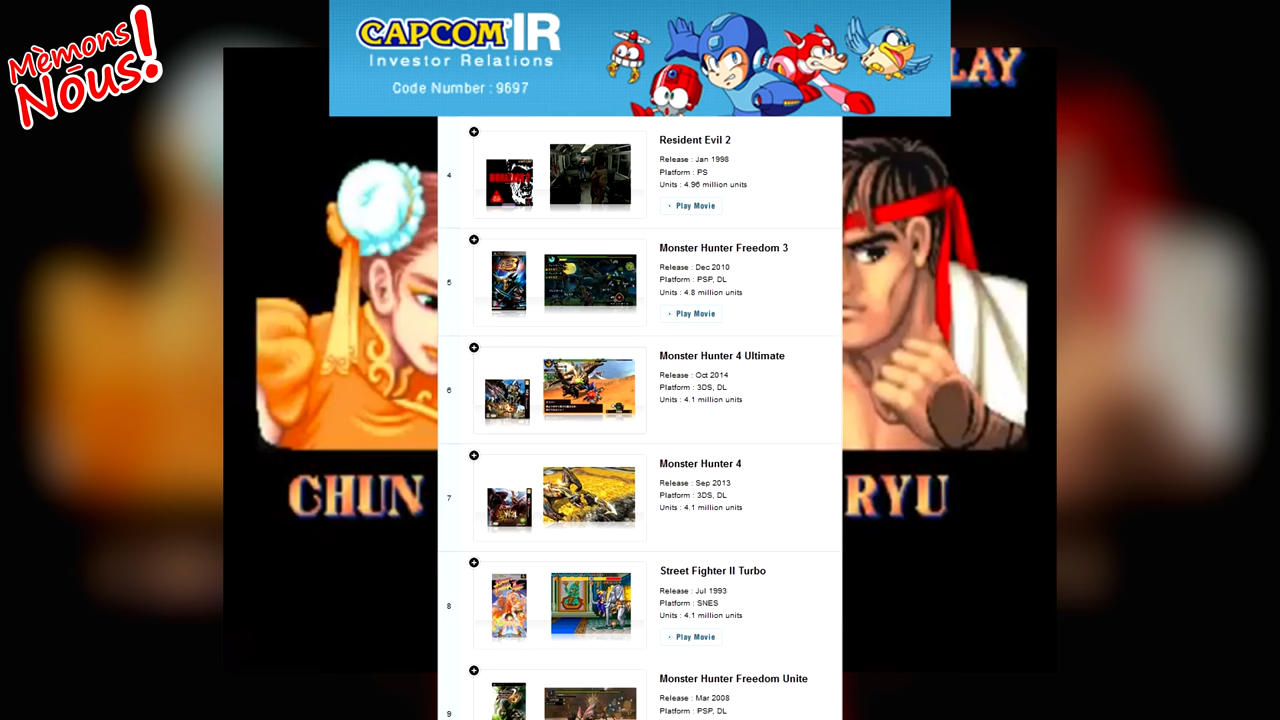 Mèmons
Nous!
CAPCOM IR
Investor Relations
Code Number : 9697
LAY
4
Resident Evil 2
Release : Jan 1998
Platform : PS
Units : 4.96 million units
Play Movie
5
Monster Hunter Freedom 3
Release : Dec 2010
Platform : PSP, DL
Units : 4.8 million units
Play Movie
6
Monster Hunter 4 Ultimate
Release : Oct 2014
Platform : 3DS, DL
Units : 4.1 million units
7
Monster Hunter 4
Release : Sep 2013
Platform : 3DS, DL
Units : 4.1 million units
CHUN
RYU
8
Street Fighter II Turbo
Release : Jul 1993
Platform : SNES
Units : 4.1 million units
Play Movie
9
Monster Hunter Freedom Unite
Release : Mar 2008
Platform : PSP, DL